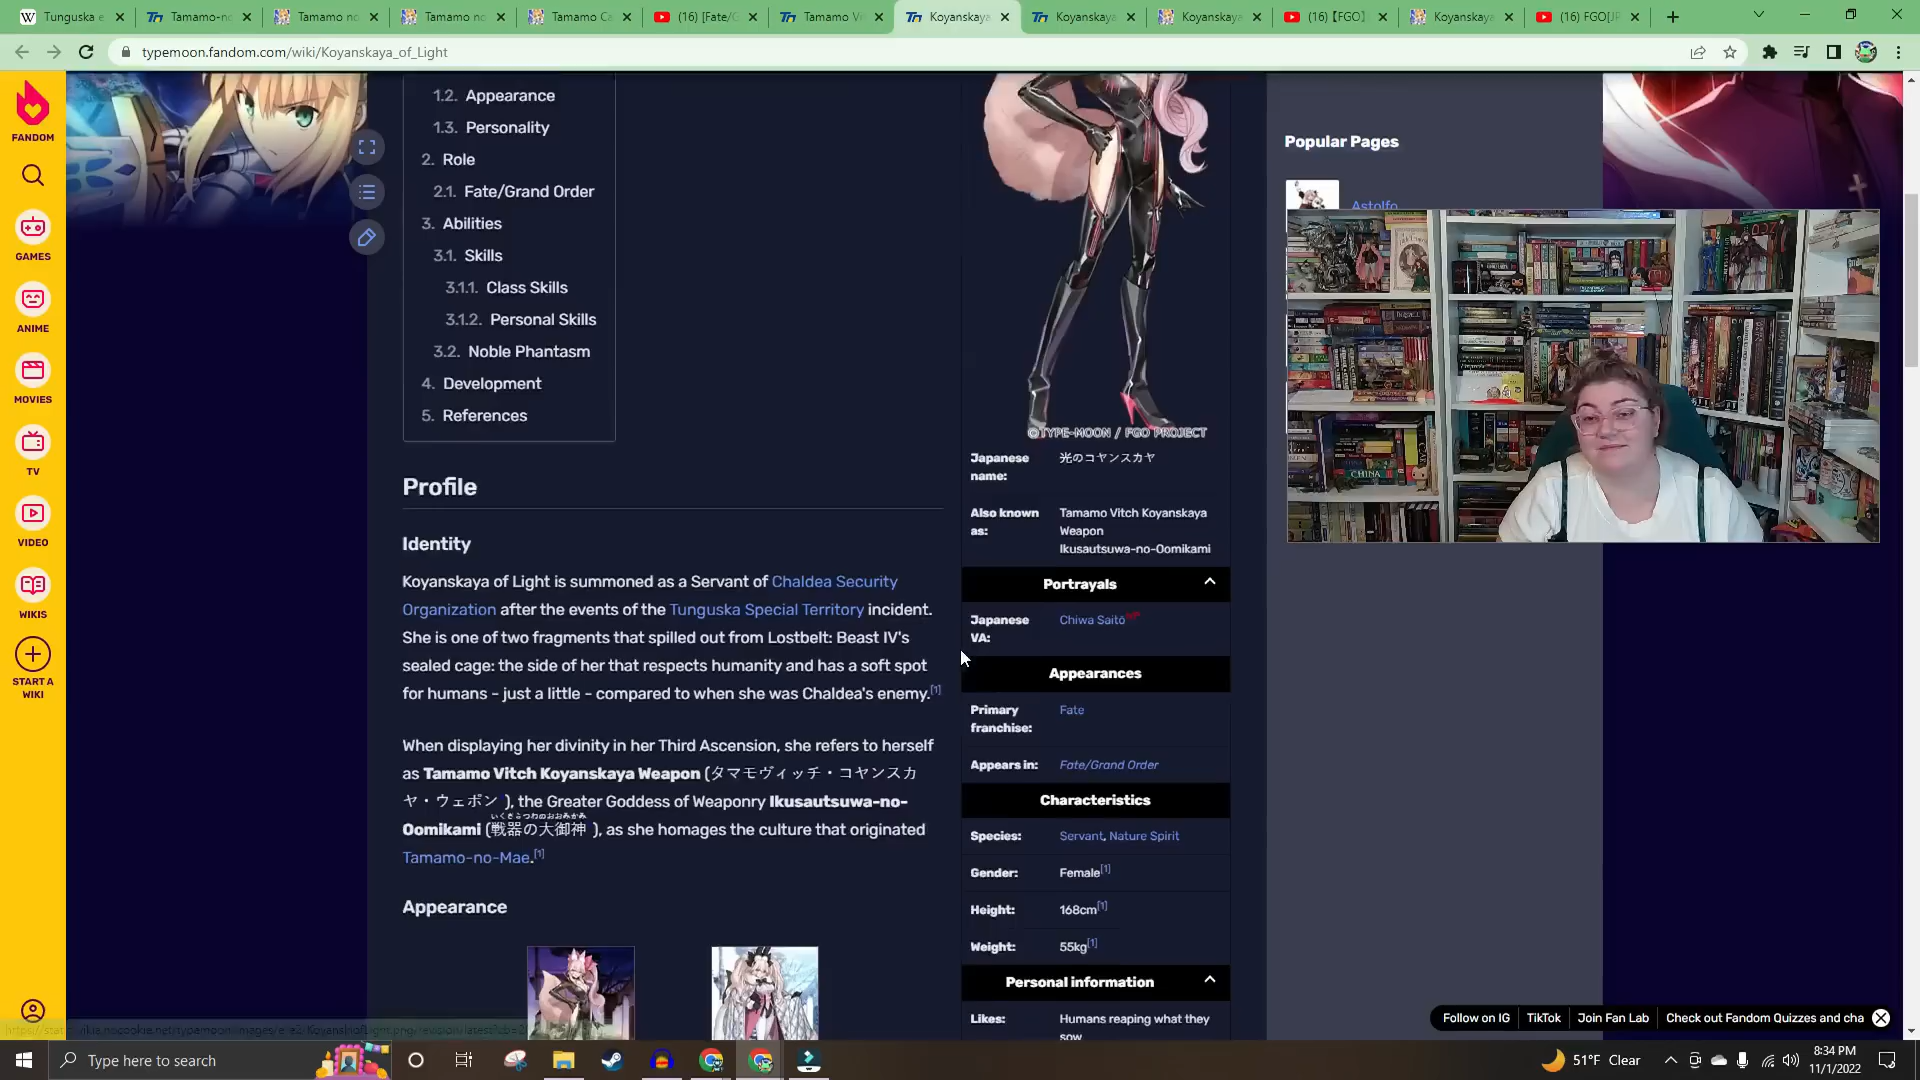 Tunguska e
Tamamo-no
Tamamo no
Tamamo no
Tamamo Ca
(16) [Fate/G
Tamamo Vi
Koyanskaya
Koyanskaya
Koyanskaya
(16)【FGO】
Koyanskaya
(16) FGO[JP
typemoon.fandom.com/wiki/Koyanskaya_of_Light
FANDOM
GAMES
ANIME
MOVIES
TV
VIDEO
WIKIS
START A
WIKI
1.2. Appearance
1.3. Personality
2. Role
2.1. Fate/Grand Order
3. Abilities
3.1. Skills
3.1.1. Class Skills
3.1.2. Personal Skills
3.2. Noble Phantasm
4. Development
5. References
Profile
Identity
Koyanskaya of Light is summoned as a Servant of Chaldea Security
Organization after the events of the Tunguska Special Territory incident.
She is one of two fragments that spilled out from Lostbelt: Beast IV's
sealed cage: the side of her that respects humanity and has a soft spot
for humans - just a little - compared to when she was Chaldea's enemy.[1]
When displaying her divinity in her Third Ascension, she refers to herself
as Tamamo Vitch Koyanskaya Weapon (タマモヴィッチ・コヤンスカ
ヤ・ウェポン), the Greater Goddess of Weaponry Ikusautsuwa-no-
Oomikami (戦器の大御神), as she homages the culture that originated
Tamamo-no-Mae.[1]
Appearance
©TYPE-MOON / FGO PROJECT
Japanese name: 光のコヤンスカヤ
Also known as: Tamamo Vitch Koyanskaya
Weapon
Ikusautsuwa-no-Oomikami
Portrayals
Japanese VA: Chiwa Saitō
Appearances
Primary franchise: Fate
Appears in: Fate/Grand Order
Characteristics
Species: Servant, Nature Spirit
Gender: Female[1]
Height: 168cm[1]
Weight: 55kg[1]
Personal information
Likes: Humans reaping what they
sow
Popular Pages
Astolfo
CHINA
Follow on IG
TikTok
Join Fan Lab
Check out Fandom Quizzes and cha
Type here to search
51°F Clear
8:34 PM
11/1/2022